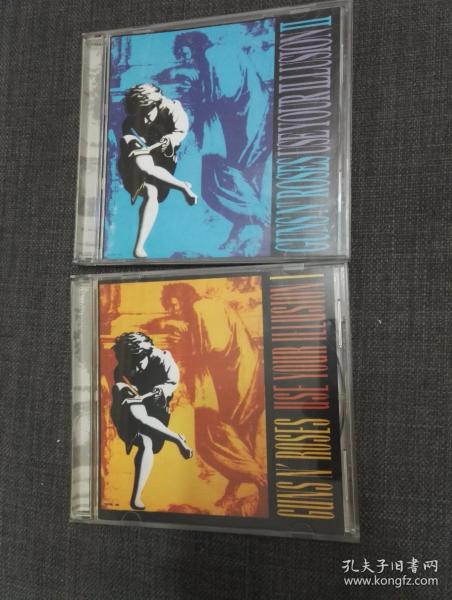 GUNS N' ROSES USE YOUR ILLUSION II
GUNS N' ROSES USE YOUR ILLUSION I
孔夫子旧书网
www.kongfz.com